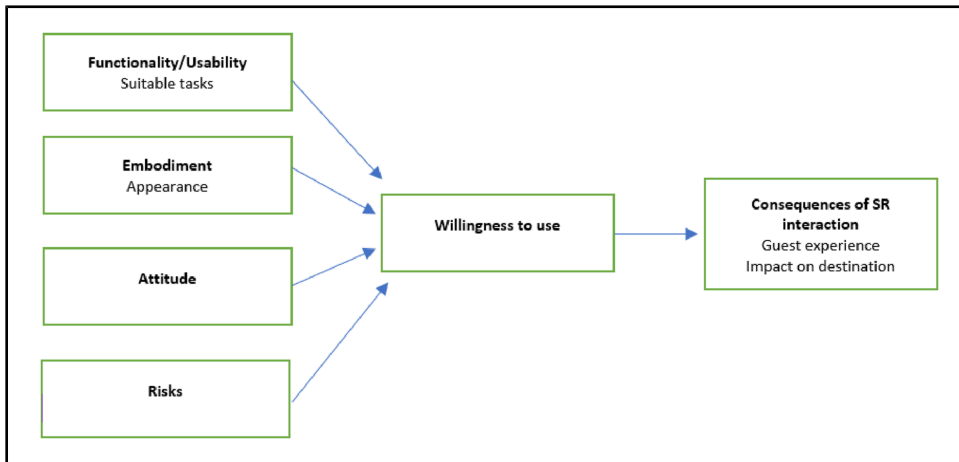 Functionality/Usability
Suitable tasks
Embodiment
Appearance
Attitude
Risks
Willingness to use
Consequences of SR
interaction
Guest experience
Impact on destination